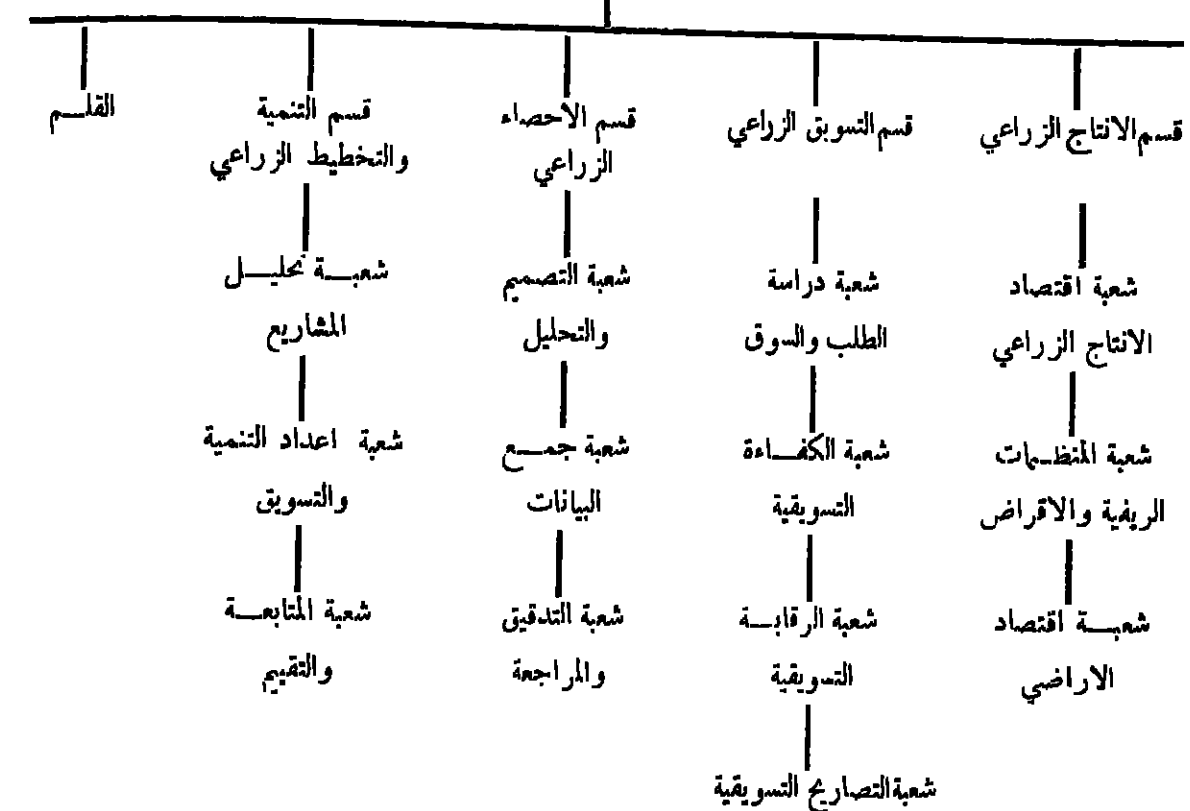 قسم الانتاج الزراعي
شعبة اقتصاد
الانتاج الزراعي
شعبة المنظمات
الريفية والاقراض
شعبة اقتصاد
الاراضي
قسم التسويق الزراعي
شعبة دراسة
الطلب والسوق
شعبة الكفاءة
التسويقية
شعبة الرقابة
التسويقية
شعبة التصاريح التسويقية
قسم الاحصاء
الزراعي
شعبة التصميم
والتحليل
شعبة جمع
البيانات
شعبة التدقيق
والمراجعة
قسم التنمية
والتخطيط الزراعي
شعبة تحليل
المشاريع
شعبة اعداد التنمية
والتسويق
شعبة المتابعة
والتقييم
القلم